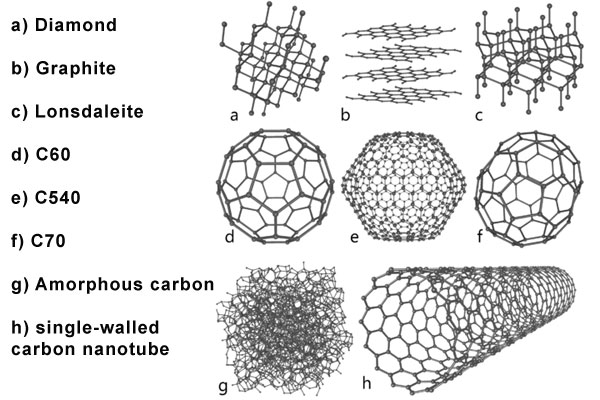 a) Diamond
b) Graphite
c) Lonsdaleite
d) C60
e) C540
f) C70
g) Amorphous carbon
h) single-walled
carbon nanotube
a
b
c
d
e
f
g
h